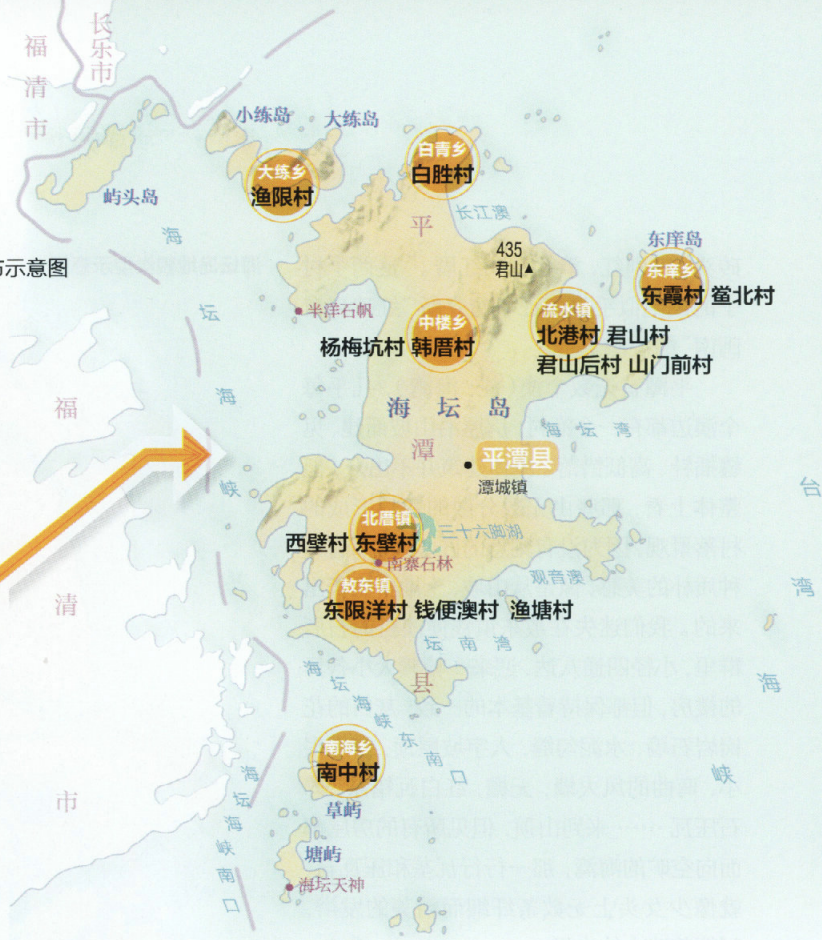 长乐市
福清市
小练岛
大练岛
白青乡
白胜村
大练乡
渔限村
屿头岛
长江澳
平
海
坛
海
峡
东庠岛
435
君山▲
示意图
东庠乡
东霞村 鲎北村
半洋石帆
中楼乡
杨梅坑村 韩厝村
流水镇
北港村 君山村
君山后村 山门前村
海坛岛
福
海坛湾
潭
平潭县
潭城镇
台
湾
海
峡
北厝镇
西壁村 东壁村
三十六脚湖
南寨石林
观音澳
敖东镇
东限洋村 钱便澳村 渔塘村
清
坛南湾
县
海坛海峡东南口
南海乡
南中村
市
海坛海峡南口
草屿
塘屿
海坛天神